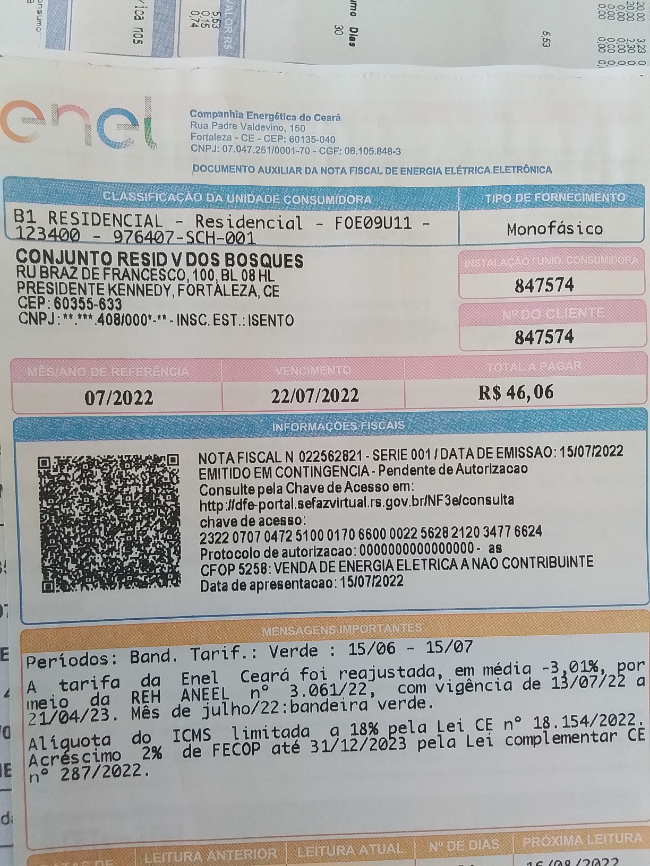 enel
Companhia Energética do Ceará
Rua Padre Valdevino, 150
Fortaleza - CE - CEP: 60135-040
CNPJ: 07.047.251/0001-70 - CGF: 06.105.848-3
DOCUMENTO AUXILIAR DA NOTA FISCAL DE ENERGIA ELÉTRICA ELETRÔNICA
CLASSIFICAÇÃO DA UNIDADE CONSUMIDORA
B1 RESIDENCIAL - Residencial - FOE09U11 -
123400 - 976407-SCH-001
TIPO DE FORNECIMENTO
Monofásico
CONJUNTO RESID V DOS BOSQUES
RU BRAZ DE FRANCESCO, 100, BL 08 HL
PRESIDENTE KENNEDY, FORTALEZA, CE
CEP: 60355-633
CNPJ: **.***.408/000*-** - INSC. EST.: ISENTO
INSTALAÇÃO / UNID. CONSUMIDORA
847574
Nº DO CLIENTE
847574
MÊS/ANO DE REFERÊNCIA
07/2022
VENCIMENTO
22/07/2022
TOTAL A PAGAR
R$ 46,06
INFORMAÇÕES FISCAIS
NOTA FISCAL N 022562821 - SERIE 001 / DATA DE EMISSAO: 15/07/2022
EMITIDO EM CONTINGENCIA - Pendente de Autorizacao
Consulte pela Chave de Acesso em:
http://dfe-portal.sefazvirtual.rs.gov.br/NF3e/consulta
chave de acesso:
2322 0707 0472 5100 0170 6600 0022 5628 2120 3477 6624
Protocolo de autorizacao: 0000000000000000 - as
CFOP 5258: VENDA DE ENERGIA ELETRICA A NAO CONTRIBUINTE
Data de apresentacao: 15/07/2022
MENSAGENS IMPORTANTES
Períodos: Band. Tarif.: Verde : 15/06 - 15/07
A tarifa da Enel Ceará foi reajustada, em média -3,01%, por
meio da REH ANEEL nº 3.061/22, com vigência de 13/07/22 a
21/04/23. Mês de julho/22:bandeira verde.
Alíquota do ICMS limitada a 18% pela Lei CE nº 18.154/2022.
Acréscimo 2% de FECOP até 31/12/2023 pela Lei complementar CE
nº 287/2022.
DATAS DE
LEITURA ANTERIOR
LEITURA ATUAL
Nº DE DIAS
PRÓXIMA LEITURA
16/08/2022